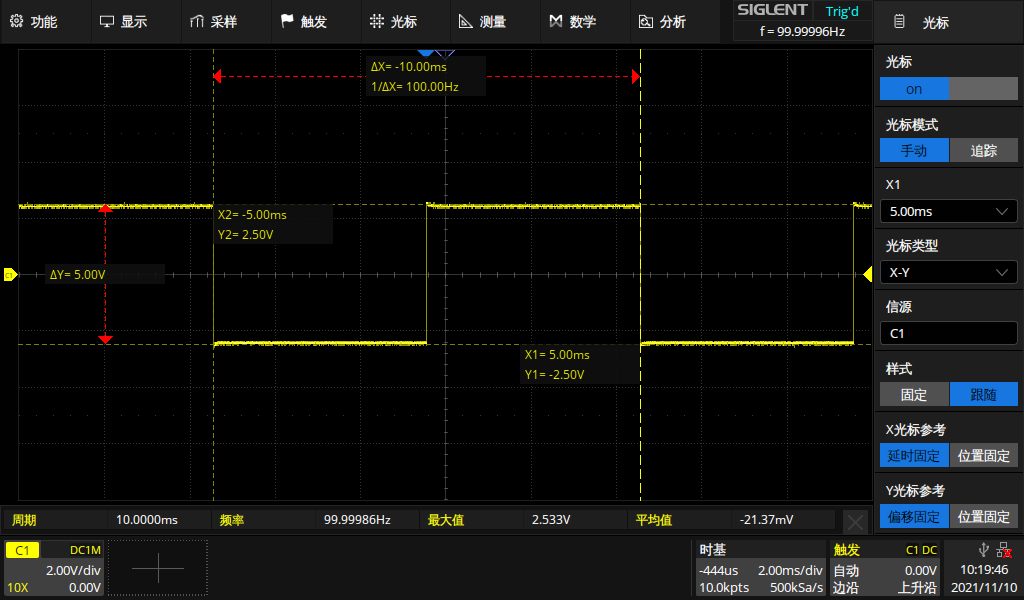 功能 显示 采样 触发 光标 测量 数学 分析
SIGLENT Trig'd
f = 99.99996Hz
光标
光标
on
光标模式
手动 追踪
X1
5.00ms
光标类型
X-Y
信源
C1
样式
固定 跟随
X光标参考
延时固定 位置固定
Y光标参考
偏移固定 位置固定
ΔX= -10.00ms
1/ΔX= 100.00Hz
X2= -5.00ms
Y2= 2.50V
C1
ΔY= 5.00V
X1= 5.00ms
Y1= -2.50V
周期 10.0000ms 频率 99.99986Hz 最大值 2.533V 平均值 -21.37mV
C1 DC1M
2.00V/div
10X 0.00V
时基
-444us 2.00ms/div
10.0kpts 500kSa/s
触发 C1 DC
自动 0.00V
边沿 上升沿
10:19:46
2021/11/10